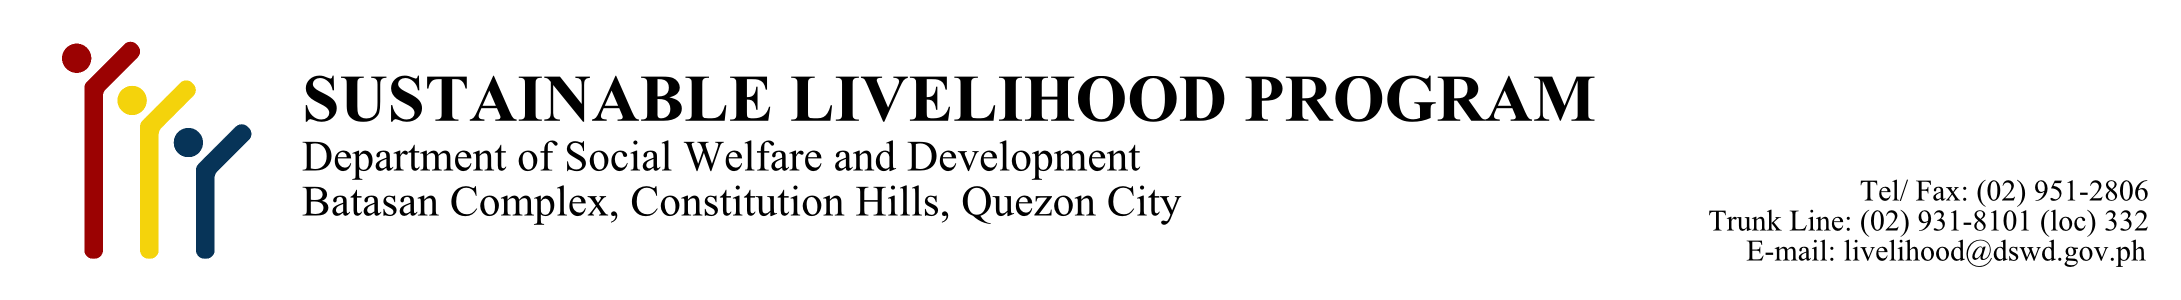 SUSTAINABLE LIVELIHOOD PROGRAM
Department of Social Welfare and Development
Batasan Complex, Constitution Hills, Quezon City
Tel/ Fax: (02) 951-2806
Trunk Line: (02) 931-8101 (loc) 332
E-mail: livelihood@dswd.gov.ph